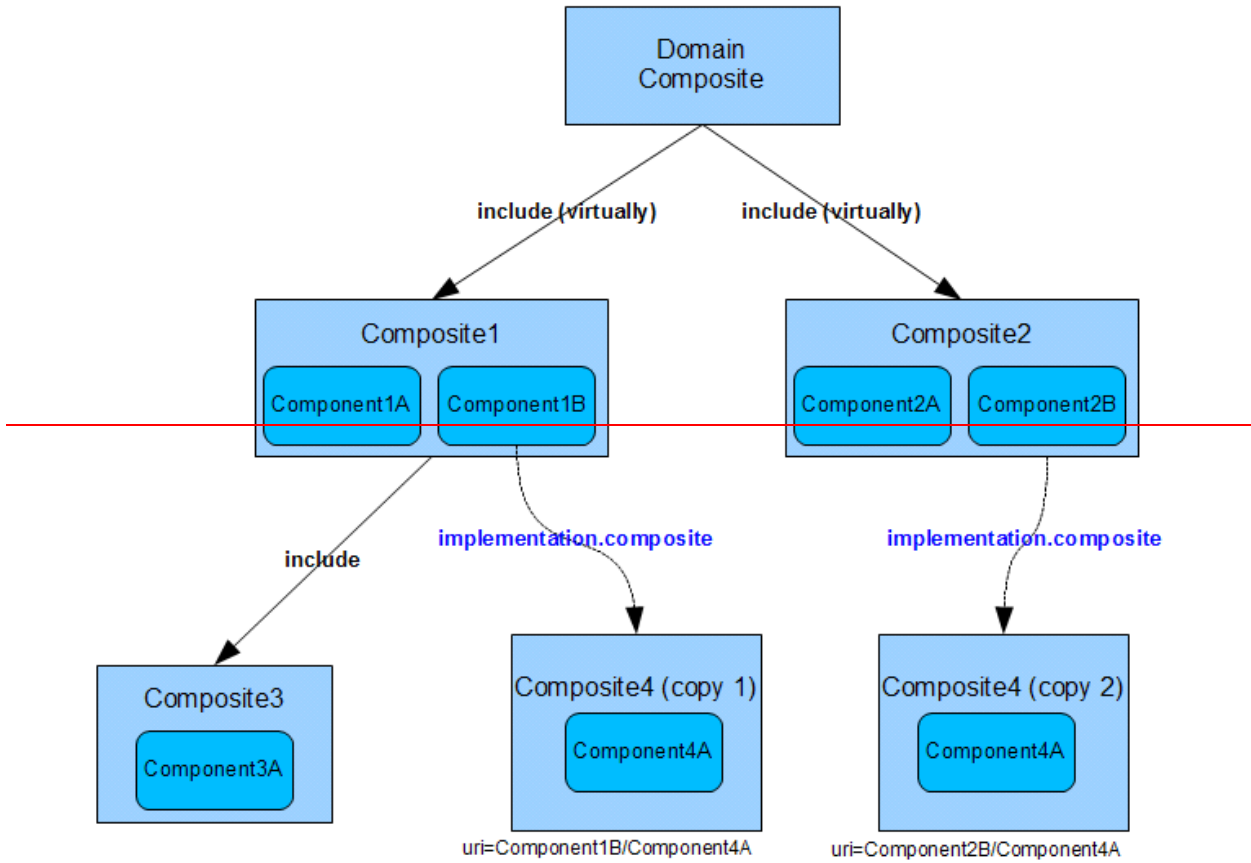 Domain
Composite
include (virtually)
include (virtually)
Composite1
Composite2
Component1A
Component1B
Component2A
Component2B
implementation.composite
implementation.composite
include
Composite3
Composite4 (copy 1)
Composite4 (copy 2)
Component3A
Component4A
Component4A
uri=Component1B/Component4A
uri=Component2B/Component4A